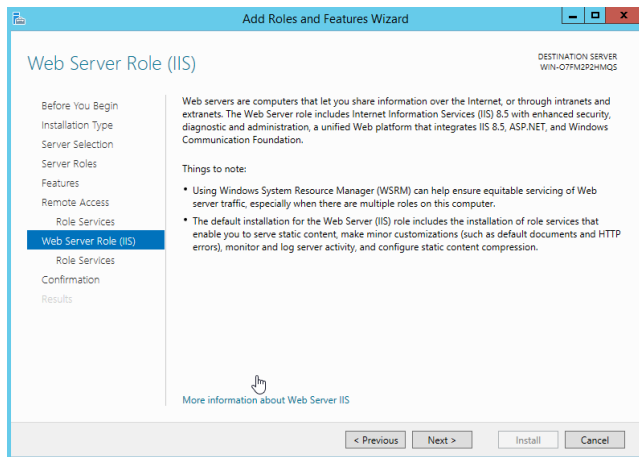 Add Roles and Features Wizard
Web Server Role (IIS)
DESTINATION SERVER
WIN-O7FM2P2HMQS
Before You Begin
Installation Type
Server Selection
Server Roles
Features
Remote Access
Role Services
Web Server Role (IIS)
Role Services
Confirmation
Results
Web servers are computers that let you share information over the Internet, or through intranets and
extranets. The Web Server role includes Internet Information Services (IIS) 8.5 with enhanced security,
diagnostic and administration, a unified Web platform that integrates IIS 8.5, ASP.NET, and Windows
Communication Foundation.
Things to note:
• Using Windows System Resource Manager (WSRM) can help ensure equitable servicing of Web
server traffic, especially when there are multiple roles on this computer.
• The default installation for the Web Server (IIS) role includes the installation of role services that
enable you to serve static content, make minor customizations (such as default documents and HTTP
errors), monitor and log server activity, and configure static content compression.
More information about Web Server IIS
< Previous
Next >
Install
Cancel